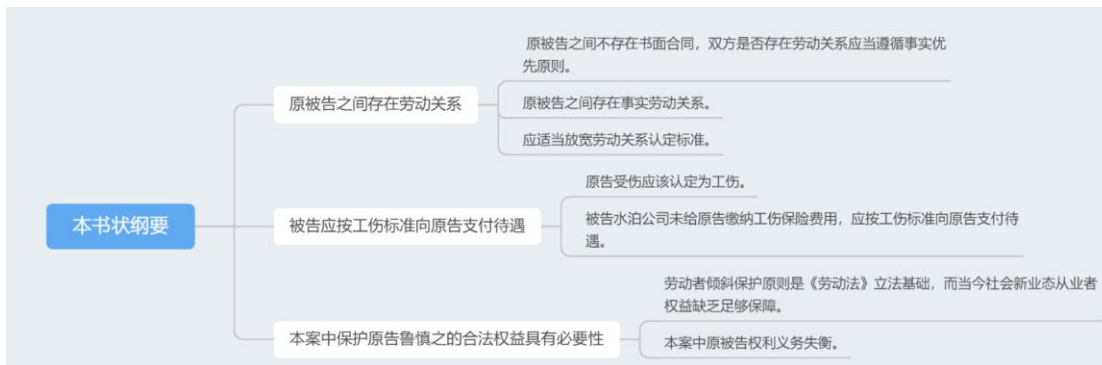 原被告之间不存在书面合同，双方是否存在劳动关系应当遵循事实优
先原则。
原被告之间存在劳动关系
原被告之间存在事实劳动关系。
应适当放宽劳动关系认定标准。
原告受伤应该认定为工伤。
本书状纲要
被告应按工伤标准向原告支付待遇
被告水泊公司未给原告缴纳工伤保险费用，应按工伤标准向原告支付待
遇。
劳动者倾斜保护原则是《劳动法》立法基础，而当今社会新业态从业者
权益缺乏足够保障。
本案中保护原告鲁慎之的合法权益具有必要性
本案中原被告权利义务失衡。